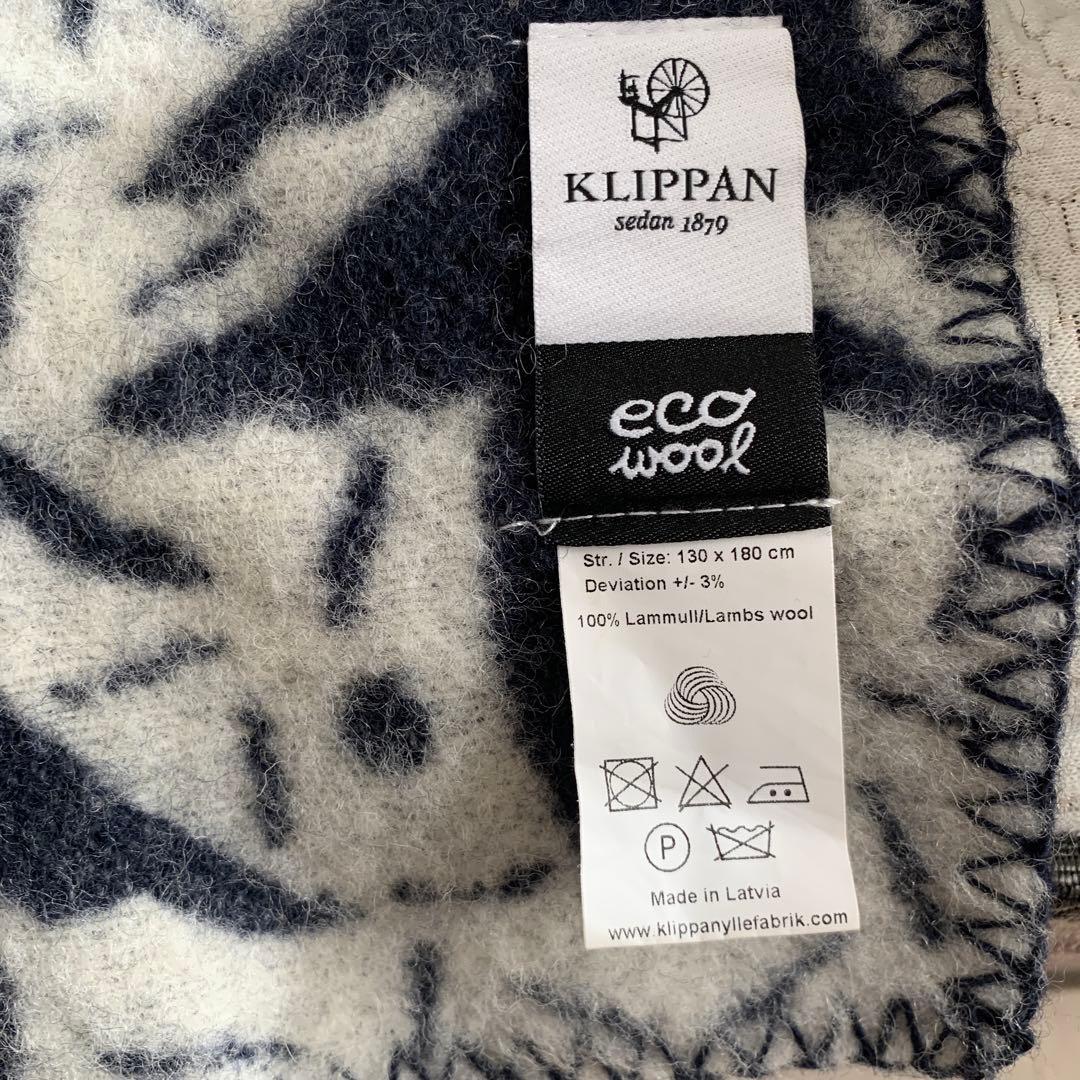 KLIPPAN
sedan 1879
eco
wool
Str. / Size: 130 x 180 cm
Deviation +/- 3%
100% Lammull/Lambs wool
P
Made in Latvia
www.klippanyllefabrik.com